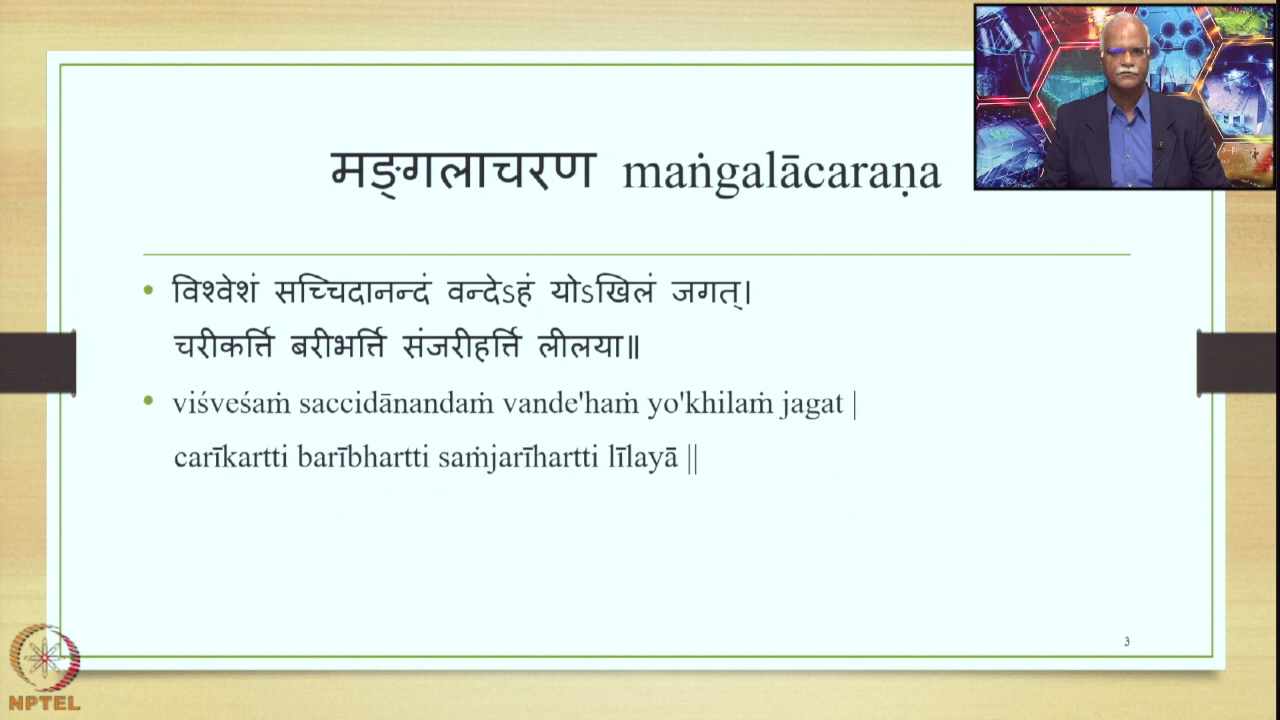 मङ्गलाचरण maṅgalācaraṇa
• विश्वेशं सच्चिदानन्दं वन्देऽहं योऽखिलं जगत्।
चरीकर्त्ति बरीभर्त्ति संजरीहर्त्ति लीलया॥
• viśveśaṁ saccidānandaṁ vande'haṁ yo'khilaṁ jagat |
carīkartti barībhartti saṁjarīhartti līlayā ||
3
NPTEL